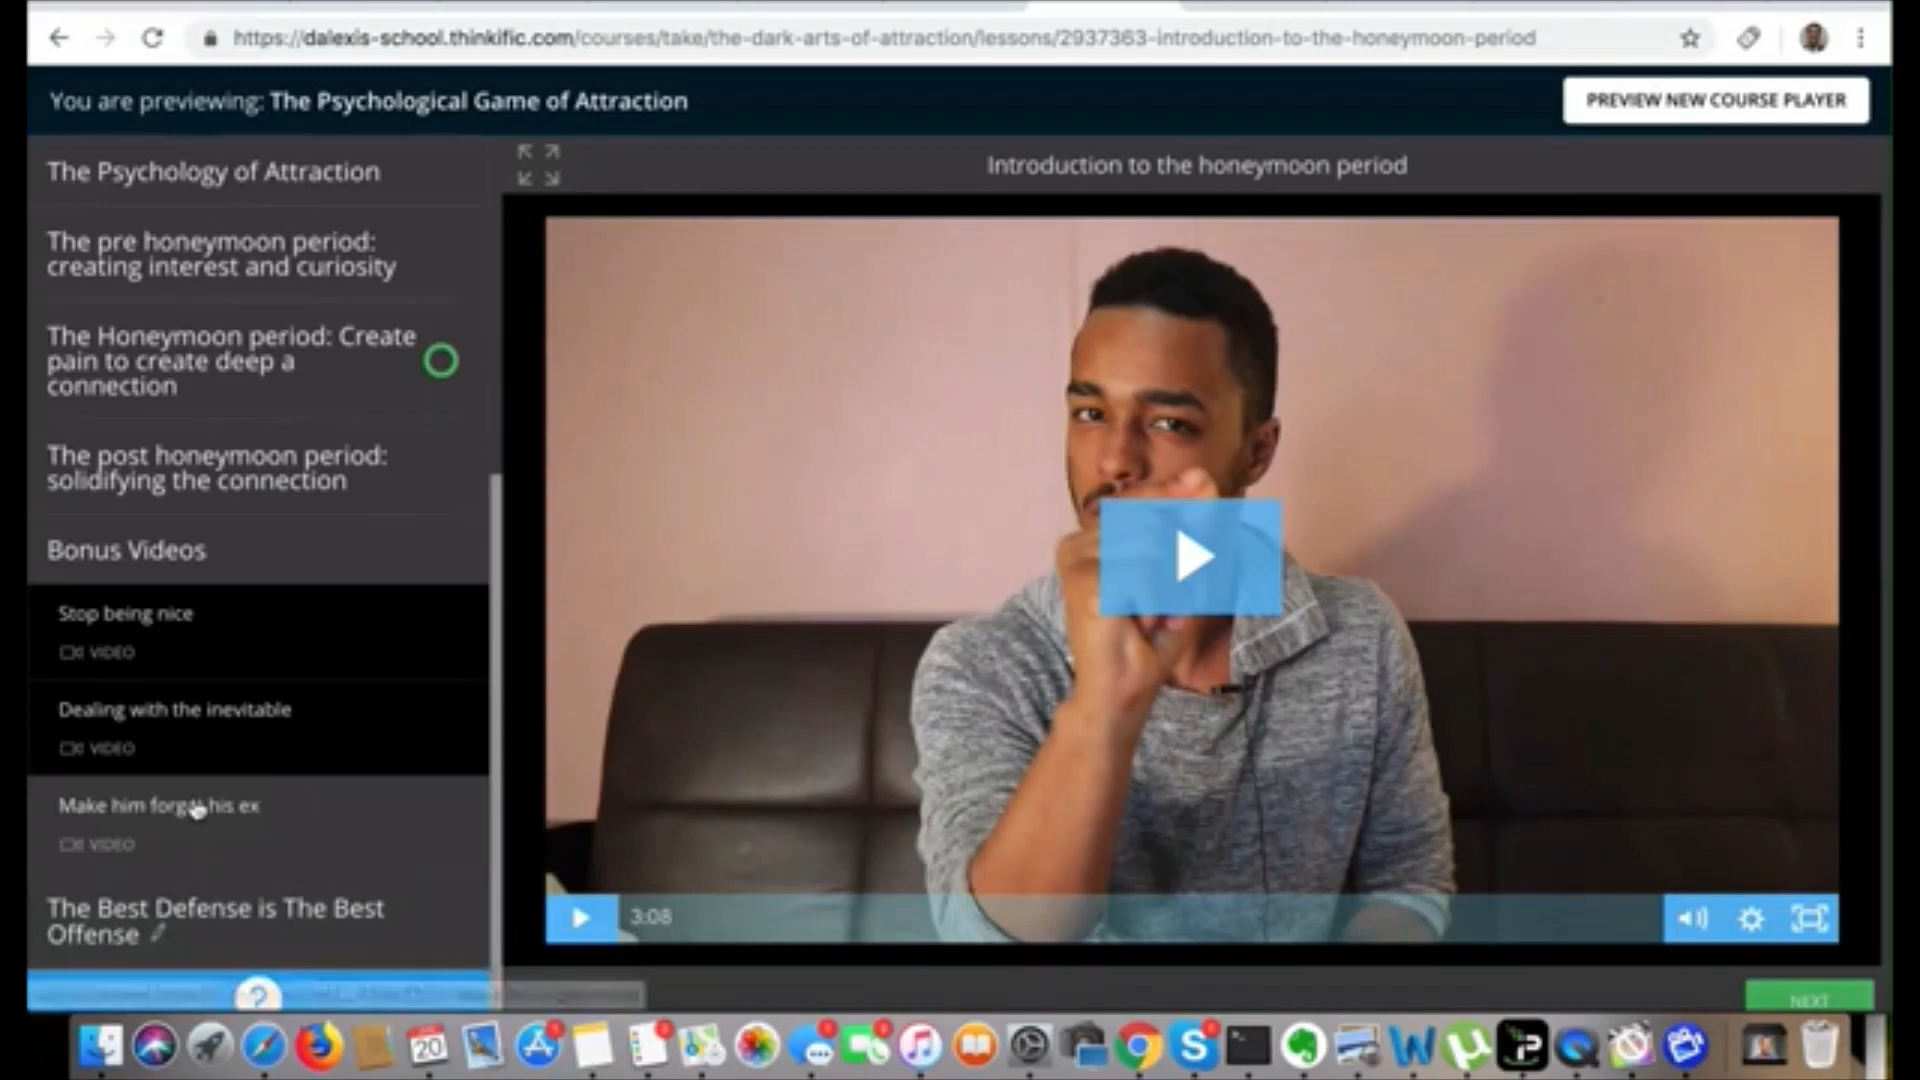 https://dalexis-school.thinkific.com/courses/take/the-dark-arts-of-attraction/lessons/2937363-introduction-to-the-honeymoon-period
You are previewing: The Psychological Game of Attraction
PREVIEW NEW COURSE PLAYER
The Psychology of Attraction
The pre honeymoon period:
creating interest and curiosity
The Honeymoon period: Create
pain to create deep a
connection
The post honeymoon period:
solidifying the connection
Bonus Videos
Stop being nice
VIDEO
Dealing with the inevitable
VIDEO
Make him forget his ex
VIDEO
The Best Defense is The Best
Offense
?
Introduction to the honeymoon period
3:08
NEXT
20